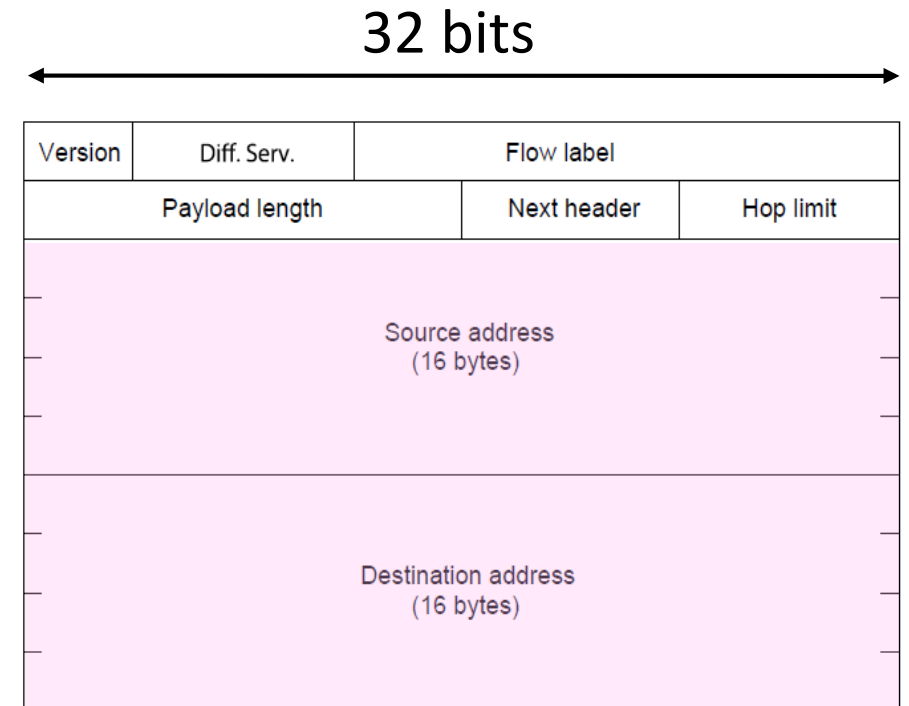 32 bits
Version Diff. Serv. Flow label
Payload length Next header Hop limit
Source address
(16 bytes)
Destination address
(16 bytes)